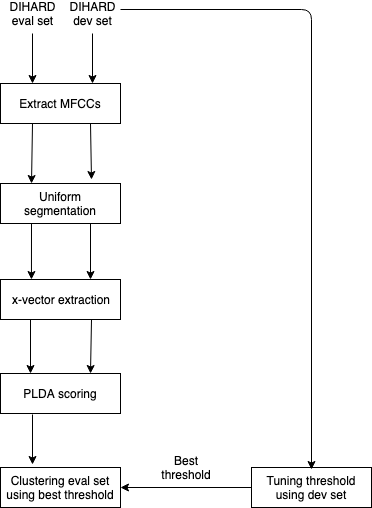 DIHARD
eval set
DIHARD
dev set
Extract MFCCs
Uniform
segmentation
x-vector extraction
PLDA scoring
Clustering eval set
using best threshold
Best
threshold
Tuning threshold
using dev set